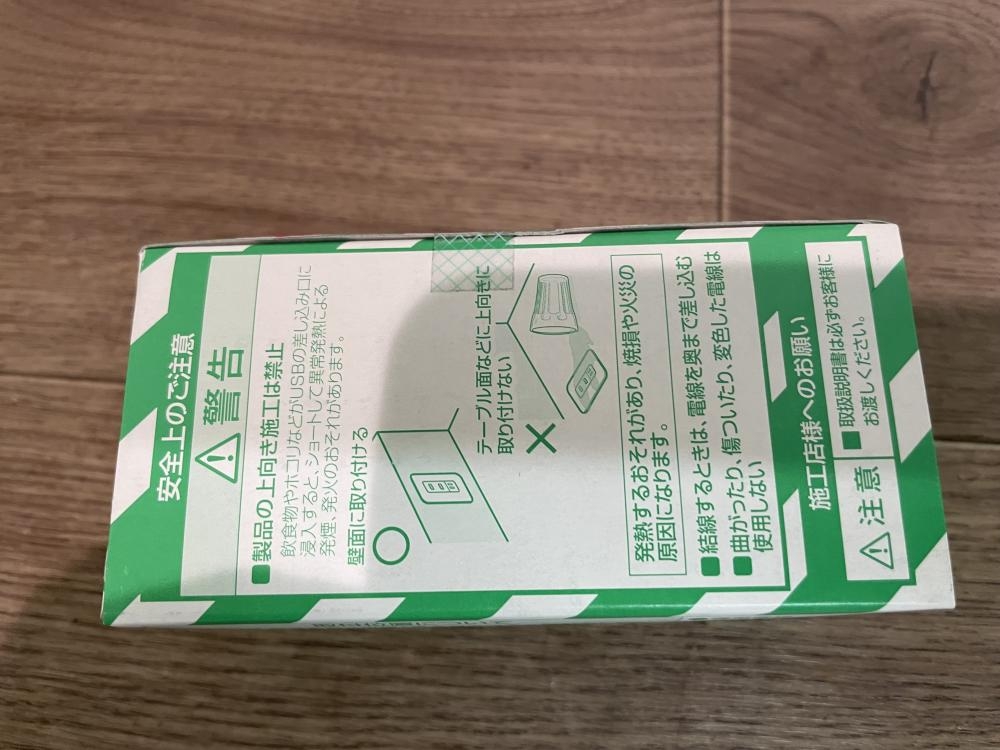 安全上のご注意
警告
■製品の上向き施工は禁止
飲食物やホコリなどがUSBの差し込み口に
浸入すると、ショートして異常発熱による
発煙、発火のおそれがあります。
壁面に取り付ける
○
テーブル面などに上向きに
取り付けない
×
発熱するおそれがあり、焼損や火災の
原因になります。
■結線するときは、電線を奥まで差し込む
■曲がったり、傷ついたり、変色した電線は
使用しない
施工店様へのお願い
注意
■取扱説明書は必ずお客様に
お渡しください。